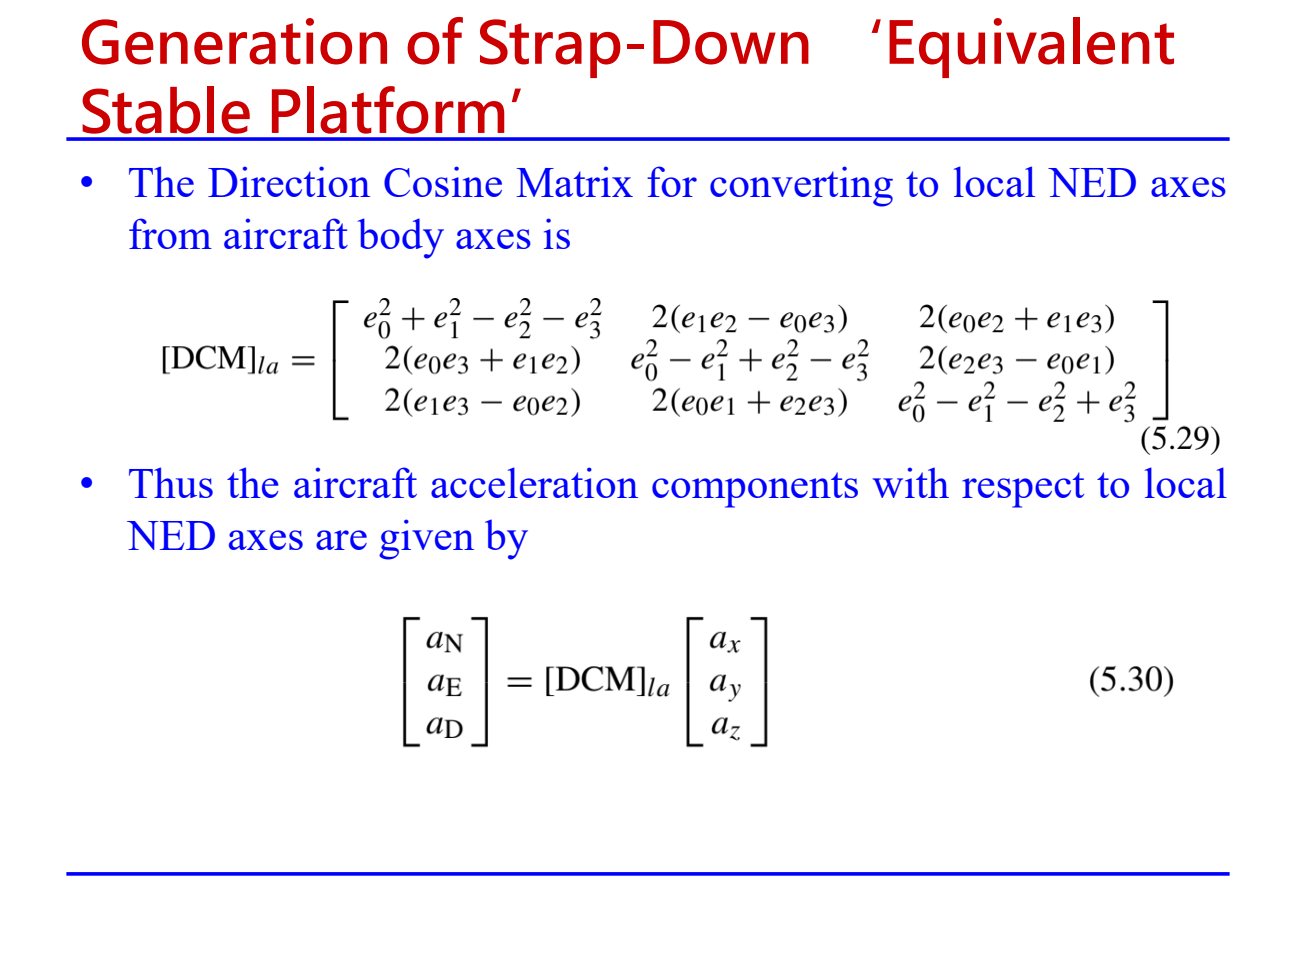 Generation of Strap-Down ‘Equivalent
Stable Platform’
• The Direction Cosine Matrix for converting to local NED axes
from aircraft body axes is
[DCM]_{la} = [ e_0^2 + e_1^2 − e_2^2 − e_3^2   2(e_1e_2 − e_0e_3)   2(e_0e_2 + e_1e_3)
2(e_0e_3 + e_1e_2)   e_0^2 − e_1^2 + e_2^2 − e_3^2   2(e_2e_3 − e_0e_1)
2(e_1e_3 − e_0e_2)   2(e_0e_1 + e_2e_3)   e_0^2 − e_1^2 − e_2^2 + e_3^2 ]
(5.29)
• Thus the aircraft acceleration components with respect to local
NED axes are given by
[ a_N   a_x
a_E ] = [DCM]_{la} [ a_y   (5.30)
a_D   a_z ]